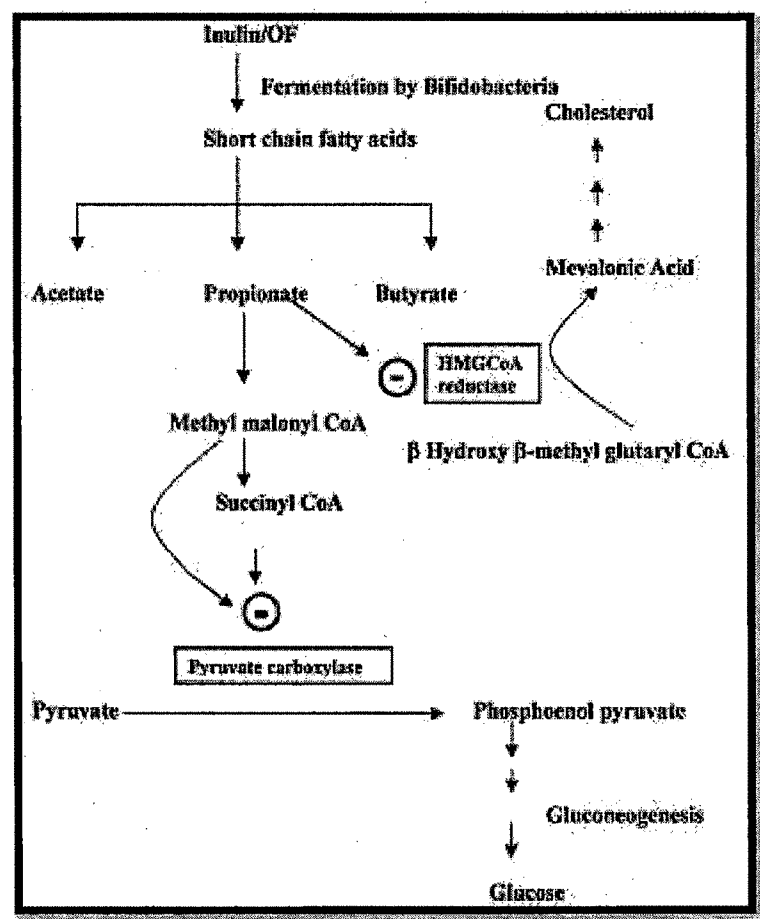 Inulin/OF
Fermentation by Bifidobacteria
Cholesterol
Short chain fatty acids
Mevalonic Acid
Acetate
Propionate
Butyrate
−
HMGCoA
reductase
Methyl malonyl CoA
β Hydroxy β-methyl glutaryl CoA
Succinyl CoA
−
Pyruvate carboxylase
Pyruvate
Phosphoenol pyruvate
Gluconeogenesis
Glucose